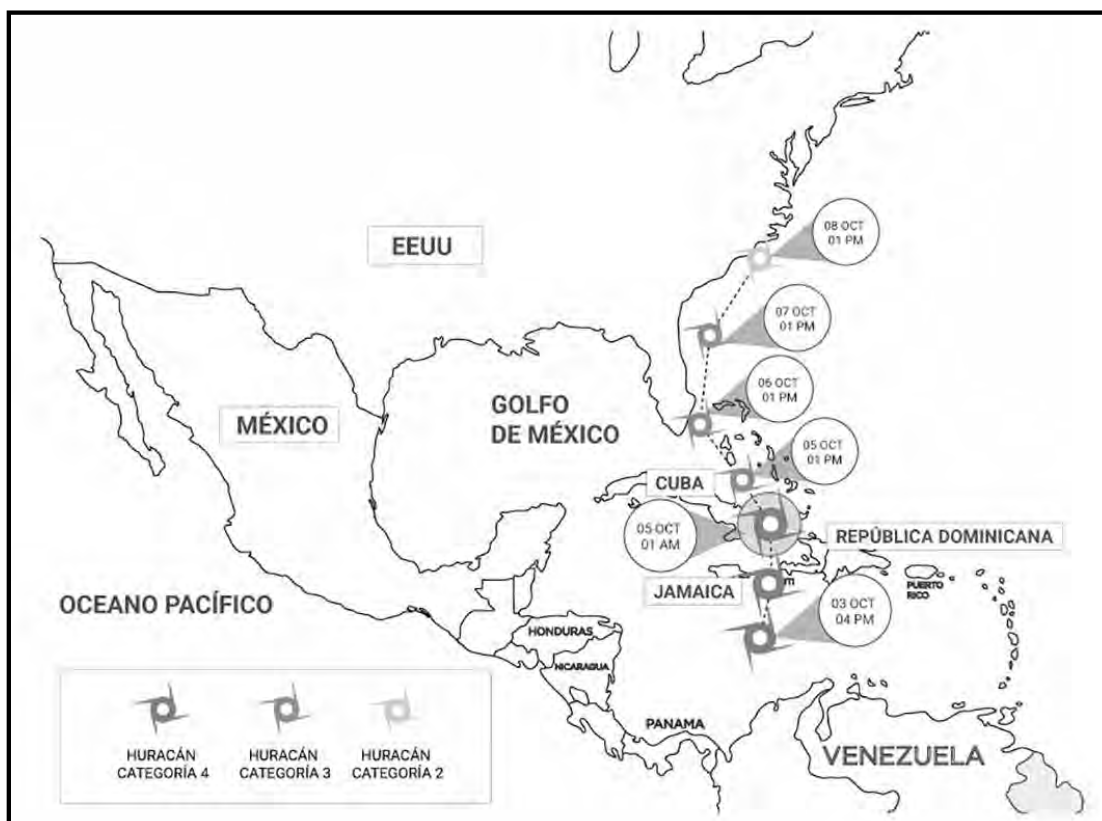 08 OCT
01 PM
EEUU
07 OCT
01 PM
06 OCT
01 PM
GOLFO
DE MÉXICO
MÉXICO
05 OCT
01 PM
CUBA
05 OCT
01 AM
REPÚBLICA DOMINICANA
JAMAICA
PUERTO
RICO
OCEANO PACÍFICO
03 OCT
04 PM
HONDURAS
NICARAGUA
PANAMA
VENEZUELA
HURACÁN
CATEGORÍA 4
HURACÁN
CATEGORÍA 3
HURACÁN
CATEGORÍA 2